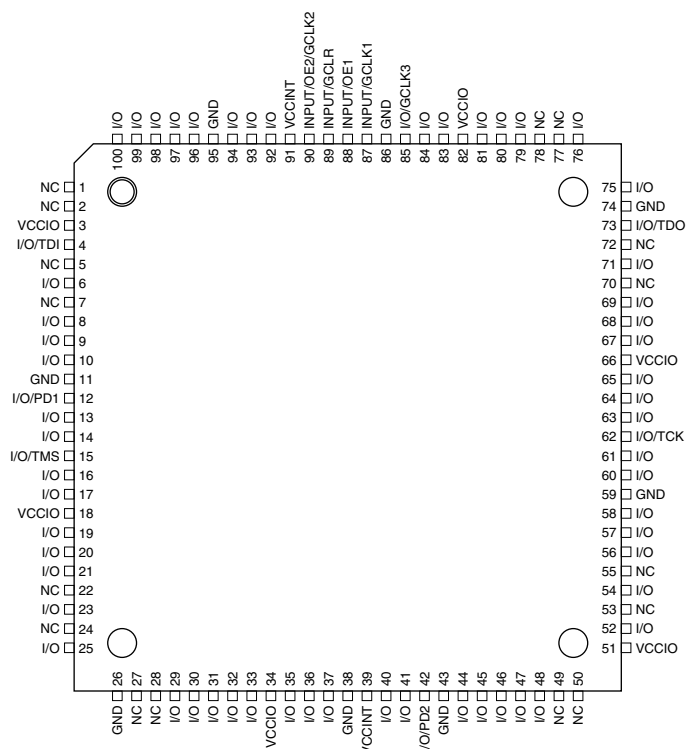 I/O I/O I/O I/O I/O GND I/O I/O I/O VCCINT INPUT/OE2/GCLK2 INPUT/GCLR INPUT/OE1 INPUT/GCLK1 GND I/O/GCLK3 I/O I/O VCCIO I/O I/O I/O NC NC I/O
100 99 98 97 96 95 94 93 92 91 90 89 88 87 86 85 84 83 82 81 80 79 78 77 76
NC 1
NC 2
VCCIO 3
I/O/TDI 4
NC 5
I/O 6
NC 7
I/O 8
I/O 9
I/O 10
GND 11
I/O/PD1 12
I/O 13
I/O 14
I/O/TMS 15
I/O 16
I/O 17
VCCIO 18
I/O 19
I/O 20
I/O 21
NC 22
I/O 23
NC 24
I/O 25
75 I/O
74 GND
73 I/O/TDO
72 NC
71 I/O
70 NC
69 I/O
68 I/O
67 I/O
66 VCCIO
65 I/O
64 I/O
63 I/O
62 I/O/TCK
61 I/O
60 I/O
59 GND
58 I/O
57 I/O
56 I/O
55 NC
54 I/O
53 NC
52 I/O
51 VCCIO
26 27 28 29 30 31 32 33 34 35 36 37 38 39 40 41 42 43 44 45 46 47 48 49 50
GND NC NC I/O I/O I/O I/O I/O VCCIO I/O I/O I/O GND VCCINT I/O I/O /O/PD2 GND I/O I/O I/O I/O I/O NC NC